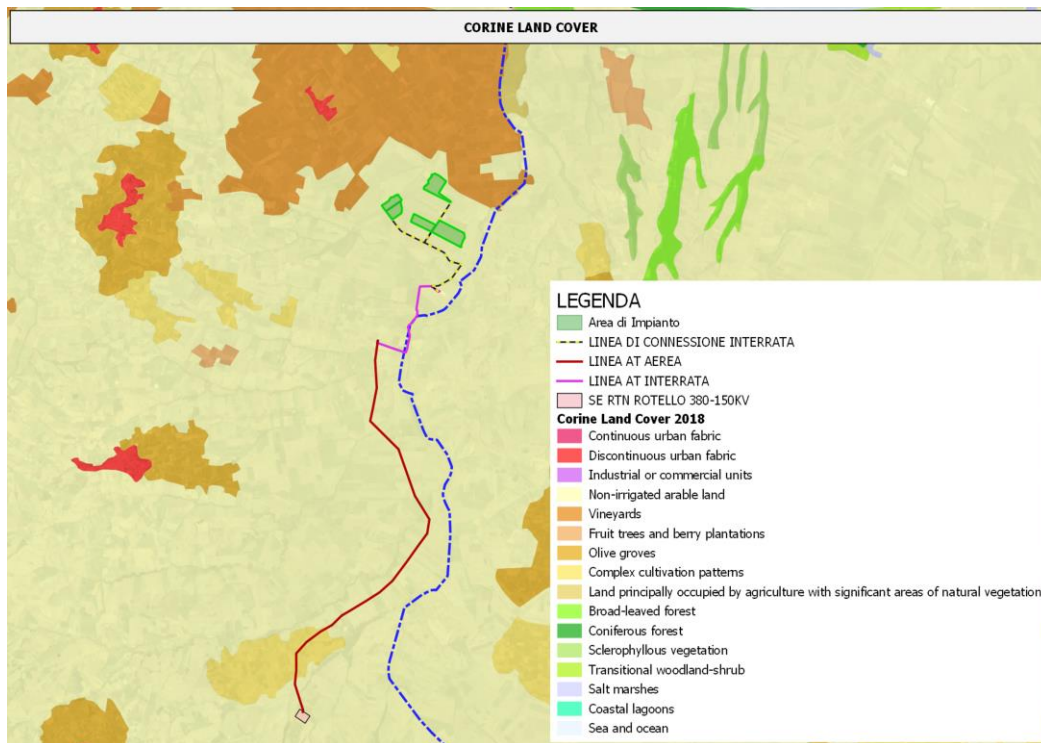 CORINE LAND COVER
LEGENDA
Area di Impianto
LINEA DI CONNESSIONE INTERRATA
LINEA AT AEREA
LINEA AT INTERRATA
SE RTN ROTELLO 380-150KV
Corine Land Cover 2018
Continuous urban fabric
Discontinuous urban fabric
Industrial or commercial units
Non-irrigated arable land
Vineyards
Fruit trees and berry plantations
Olive groves
Complex cultivation patterns
Land principally occupied by agriculture with significant areas of natural vegetation
Broad-leaved forest
Coniferous forest
Sclerophyllous vegetation
Transitional woodland-shrub
Salt marshes
Coastal lagoons
Sea and ocean